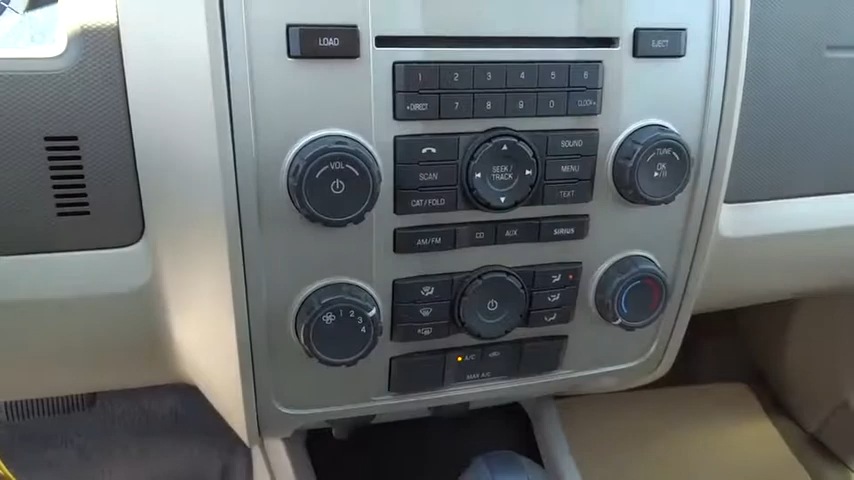 LOAD
EJECT
1 2 3 4 5 6
•DIRECT 7 8 9 0 CLOCK•
VOL
SOUND
TUNE
SCAN
SEEK/
TRACK
MENU
OK
CAT/FOLD
TEXT
AM/FM CD AUX SIRIUS
1 2 3 4
A/C
MAX A/C